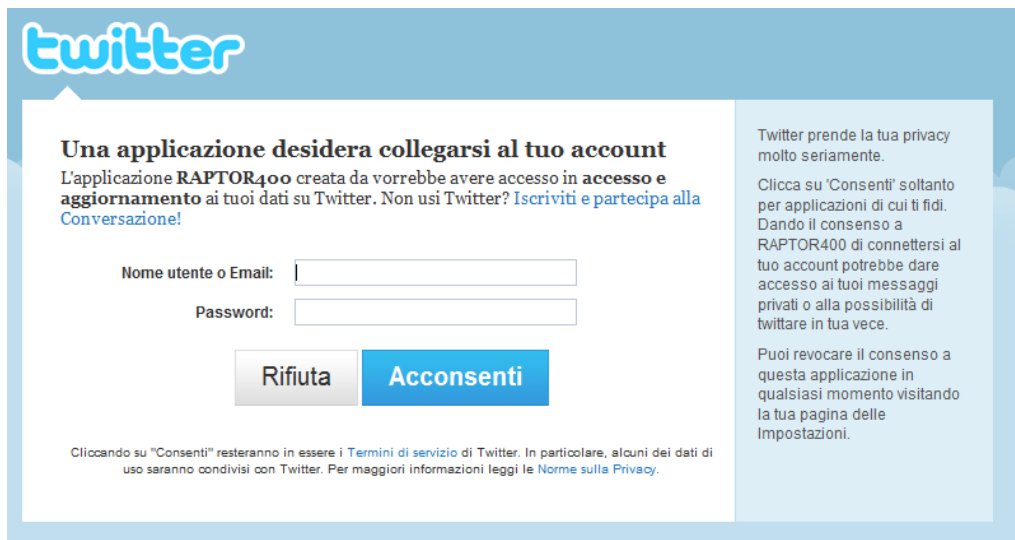 twitter
Una applicazione desidera collegarsi al tuo account
L'applicazione RAPTOR400 creata da vorrebbe avere accesso in accesso e
aggiornamento ai tuoi dati su Twitter. Non usi Twitter? Iscriviti e partecipa alla
Conversazione!
Nome utente o Email:
Password:
Rifiuta
Acconsenti
Cliccando su "Consenti" resteranno in essere i Termini di servizio di Twitter. In particolare, alcuni dei dati di
uso saranno condivisi con Twitter. Per maggiori informazioni leggi le Norme sulla Privacy.
Twitter prende la tua privacy
molto seriamente.
Clicca su 'Consenti' soltanto
per applicazioni di cui ti fidi.
Dando il consenso a
RAPTOR400 di connettersi al
tuo account potrebbe dare
accesso ai tuoi messaggi
privati o alla possibilità di
twittare in tua vece.
Puoi revocare il consenso a
questa applicazione in
qualsiasi momento visitando
la tua pagina delle
Impostazioni.